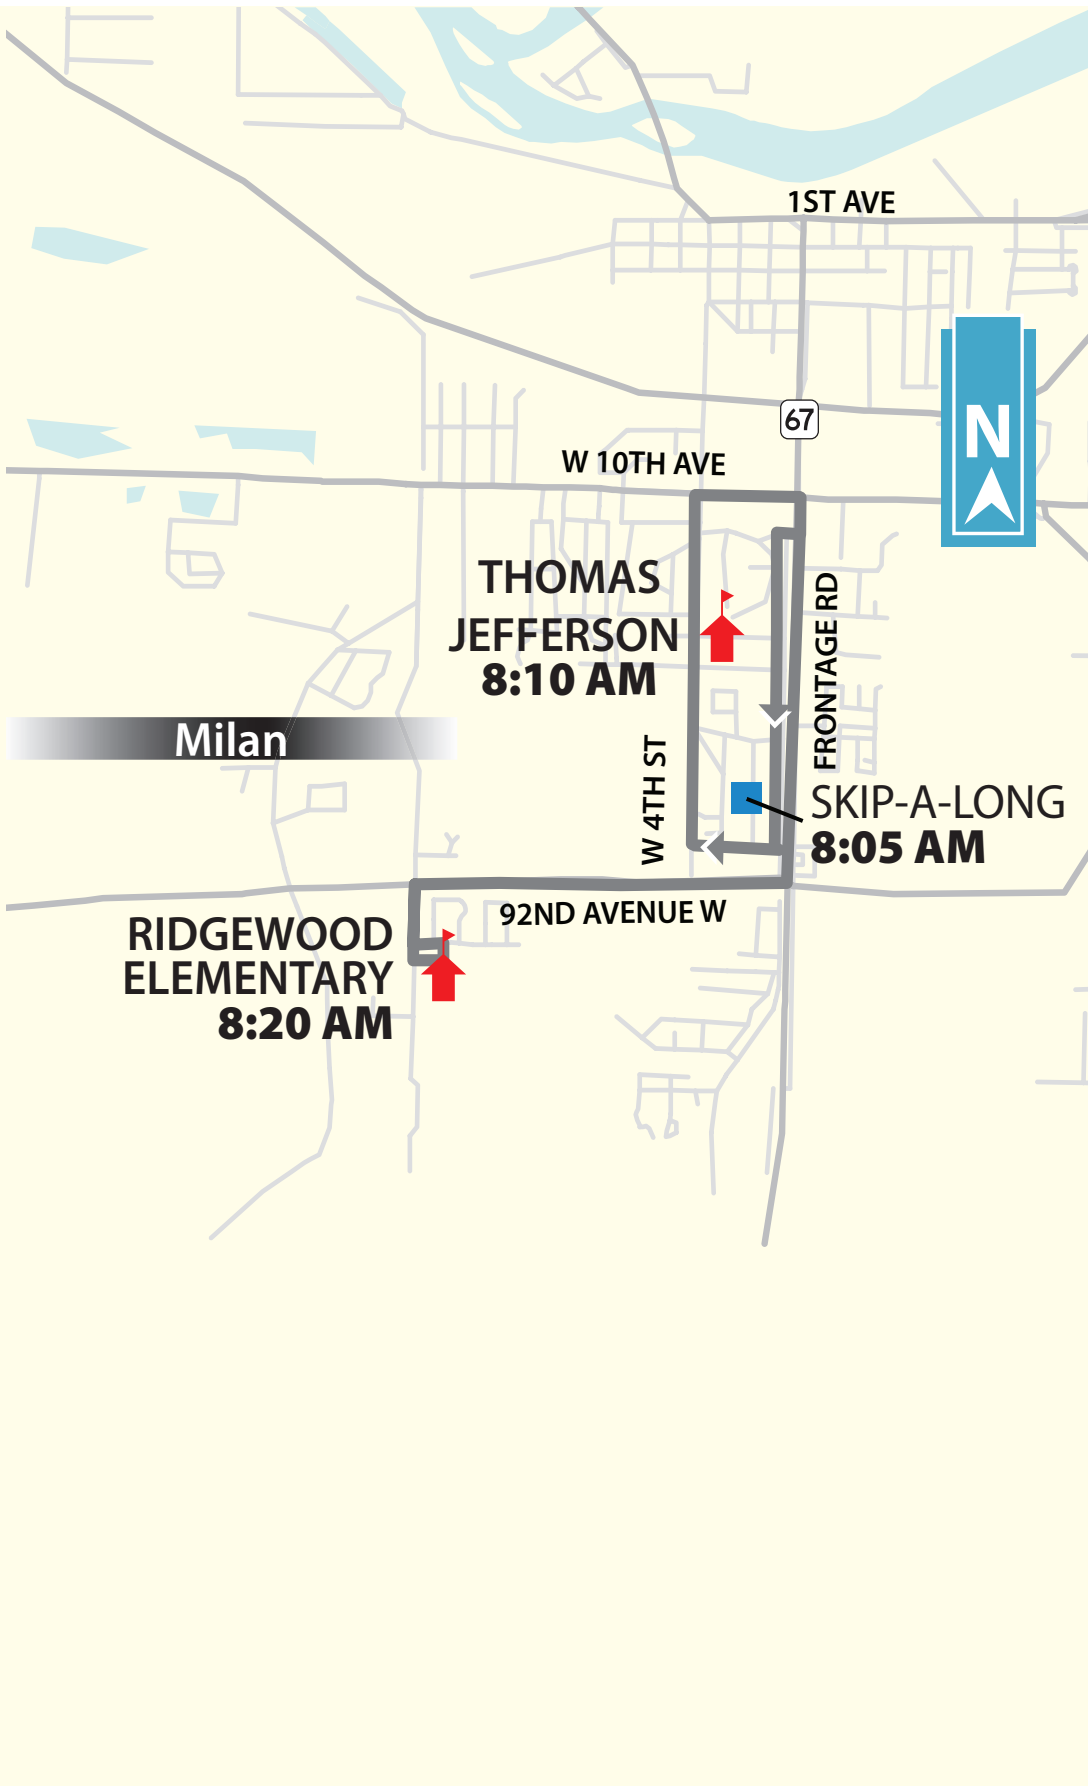 1ST AVE
N
67
W 10TH AVE
THOMAS
JEFFERSON
8:10 AM
FRONTAGE RD
Milan
W 4TH ST
SKIP-A-LONG
8:05 AM
92ND AVENUE W
RIDGEWOOD
ELEMENTARY
8:20 AM